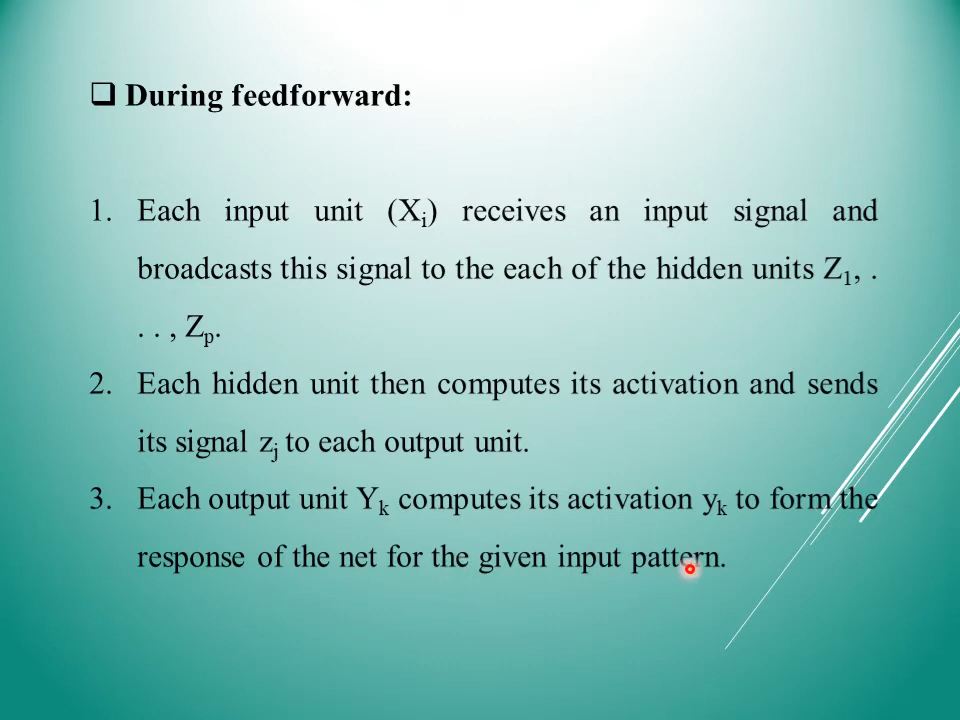 ❑ During feedforward:
1. Each input unit (Xi) receives an input signal and
broadcasts this signal to the each of the hidden units Z1, .
. . , Zp.
2. Each hidden unit then computes its activation and sends
its signal zj to each output unit.
3. Each output unit Yk computes its activation yk to form the
response of the net for the given input pattern.